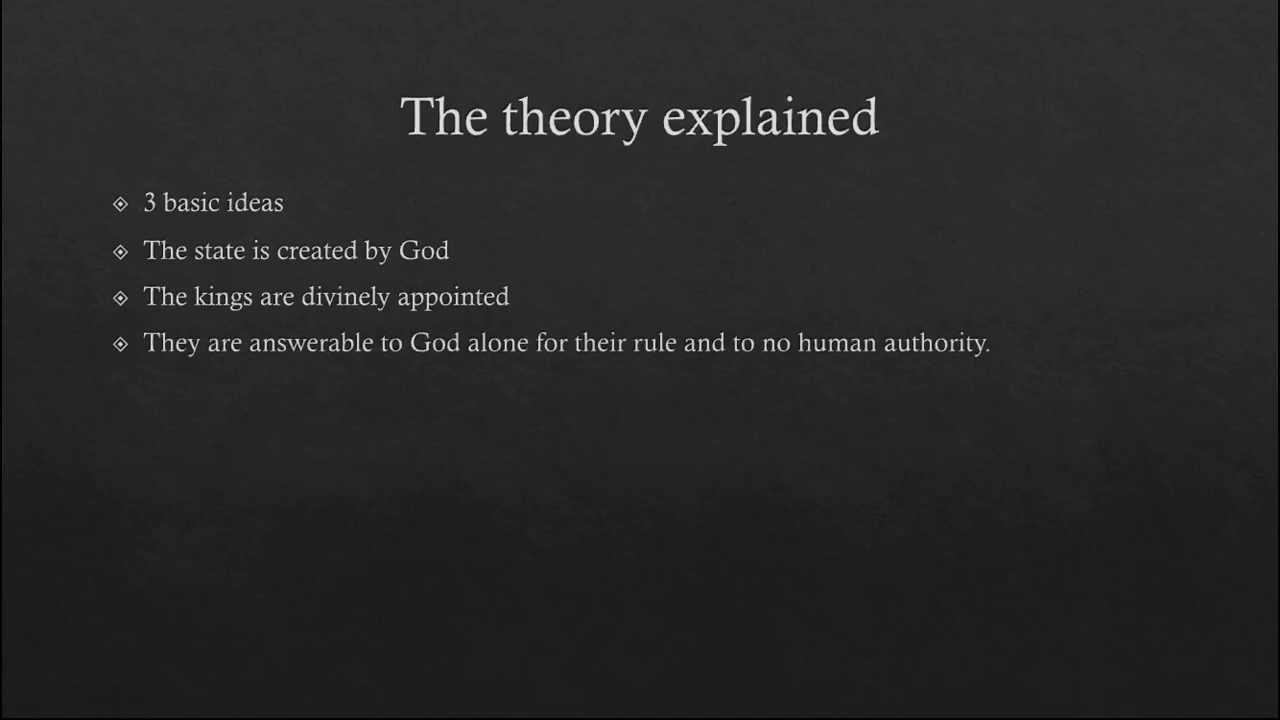 The theory explained
3 basic ideas
The state is created by God
The kings are divinely appointed
They are answerable to God alone for their rule and to no human authority.